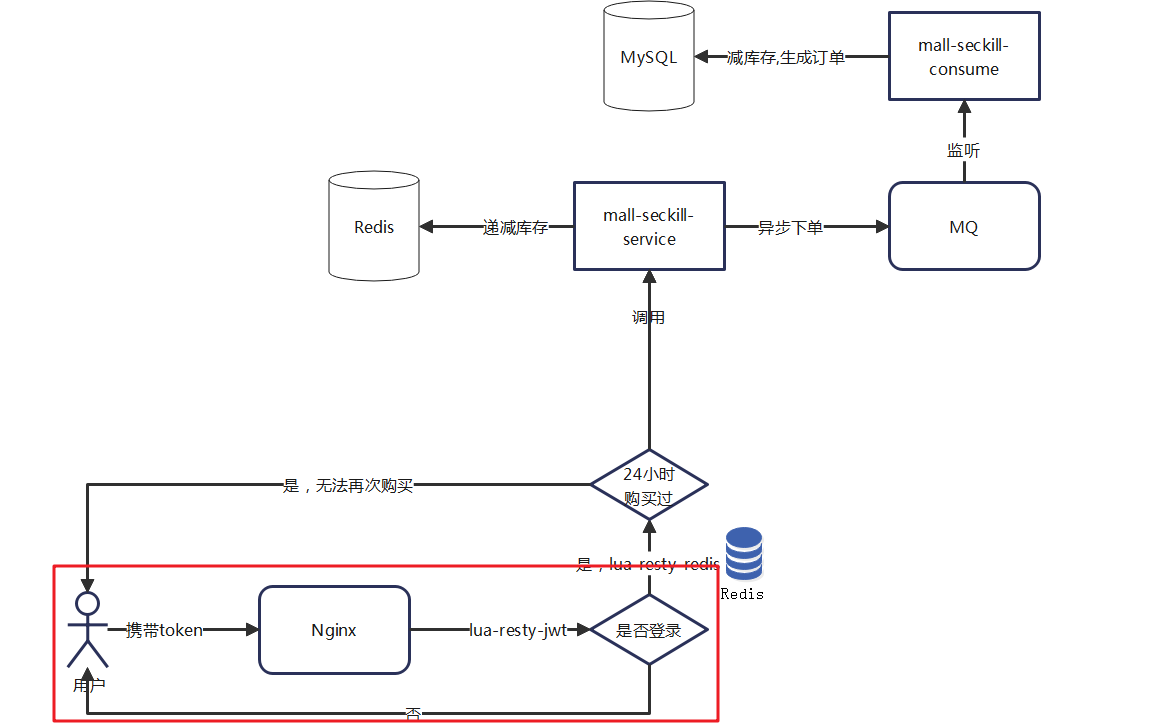 MySQL
减库存,生成订单
mall-seckill-
consume
监听
Redis
递减库存
mall-seckill-
service
异步下单
MQ
调用
24小时
购买过
是，无法再次购买
是，lua-resty-redis
Redis
携带token
Nginx
lua-resty-jwt
是否登录
用户
否